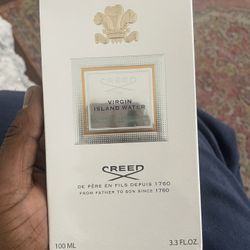 CREED
VIRGIN
ISLAND WATER
CREED
DE PÈRE EN FILS DEPUIS 1760
FROM FATHER TO SON SINCE 1760
100 ML
3.3 FL.OZ.